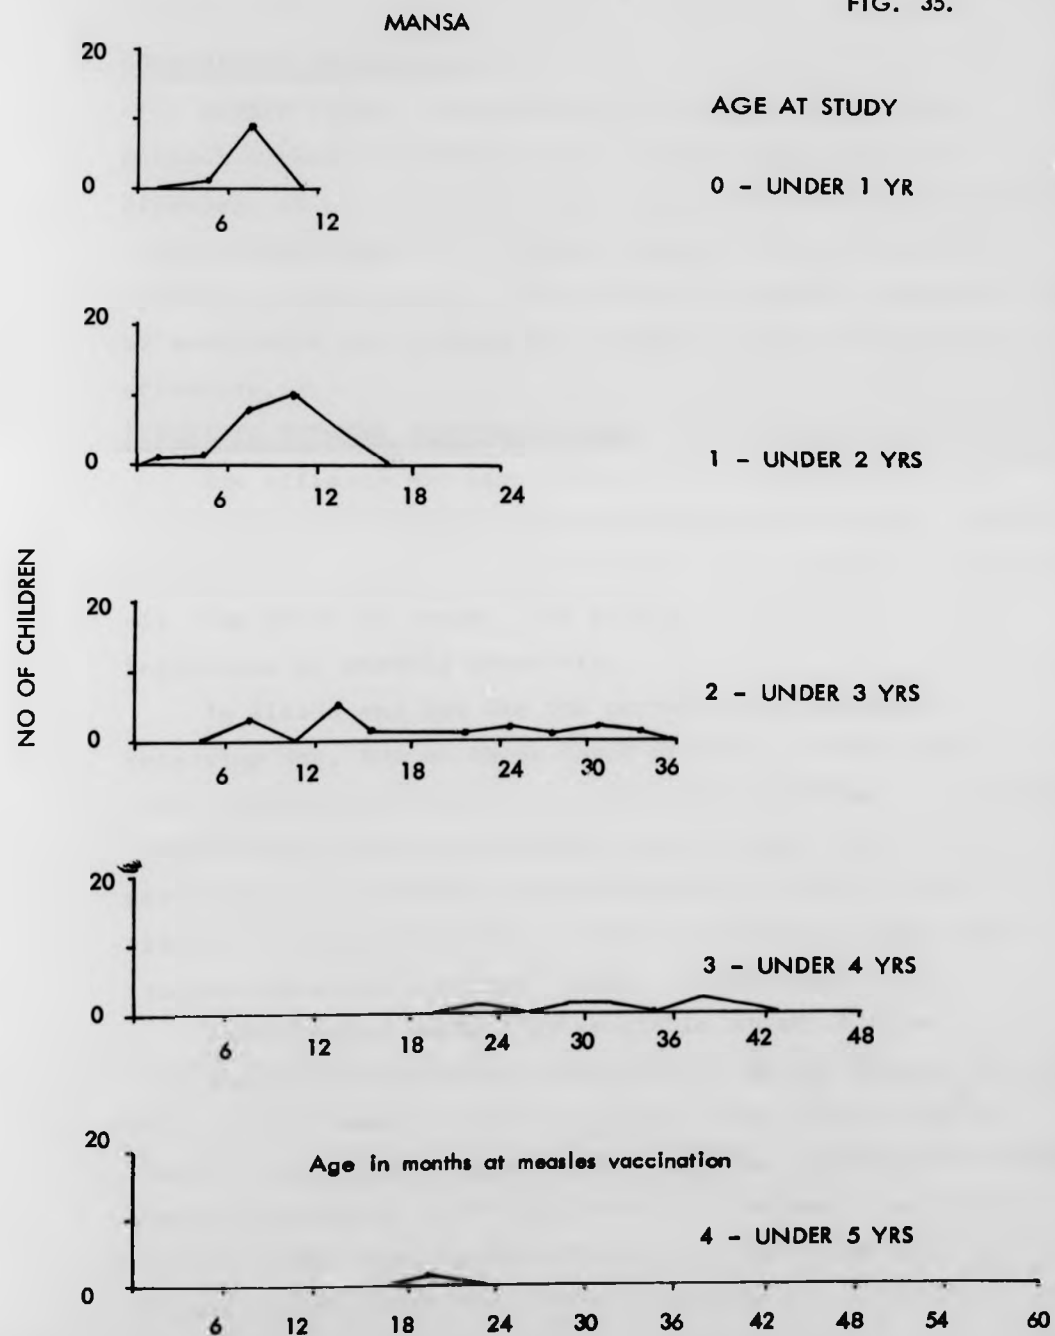 FIG. 35.
MANSA
20
AGE AT STUDY
0
0 - UNDER 1 YR
6 12
20
0
1 - UNDER 2 YRS
6 12 18 24
NO OF CHILDREN
20
2 - UNDER 3 YRS
0
6 12 18 24 30 36
20
3 - UNDER 4 YRS
0
6 12 18 24 30 36 42 48
20
Age in months at measles vaccination
4 - UNDER 5 YRS
0
6 12 18 24 30 36 42 48 54 60